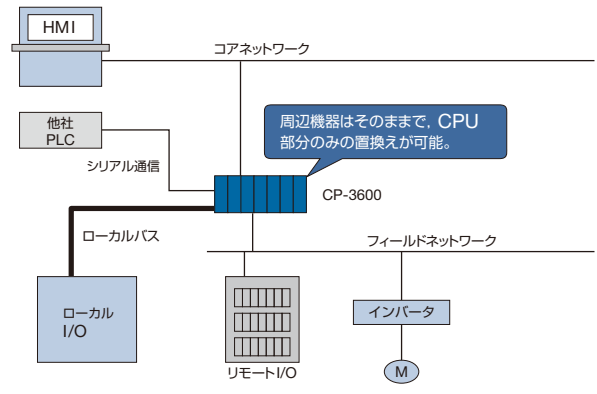 HMI
コアネットワーク
他社
PLC
周辺機器はそのままで，CPU
部分のみの置換えが可能。
シリアル通信
CP-3600
ローカルバス
フィールドネットワーク
ローカル
I/O
インバータ
リモートI/O
M